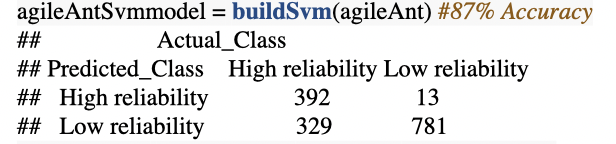 agileAntSvmmodel = buildSvm(agileAnt) #87% Accuracy
## Actual_Class
## Predicted_Class High reliability Low reliability
## High reliability 392 13
## Low reliability 329 781